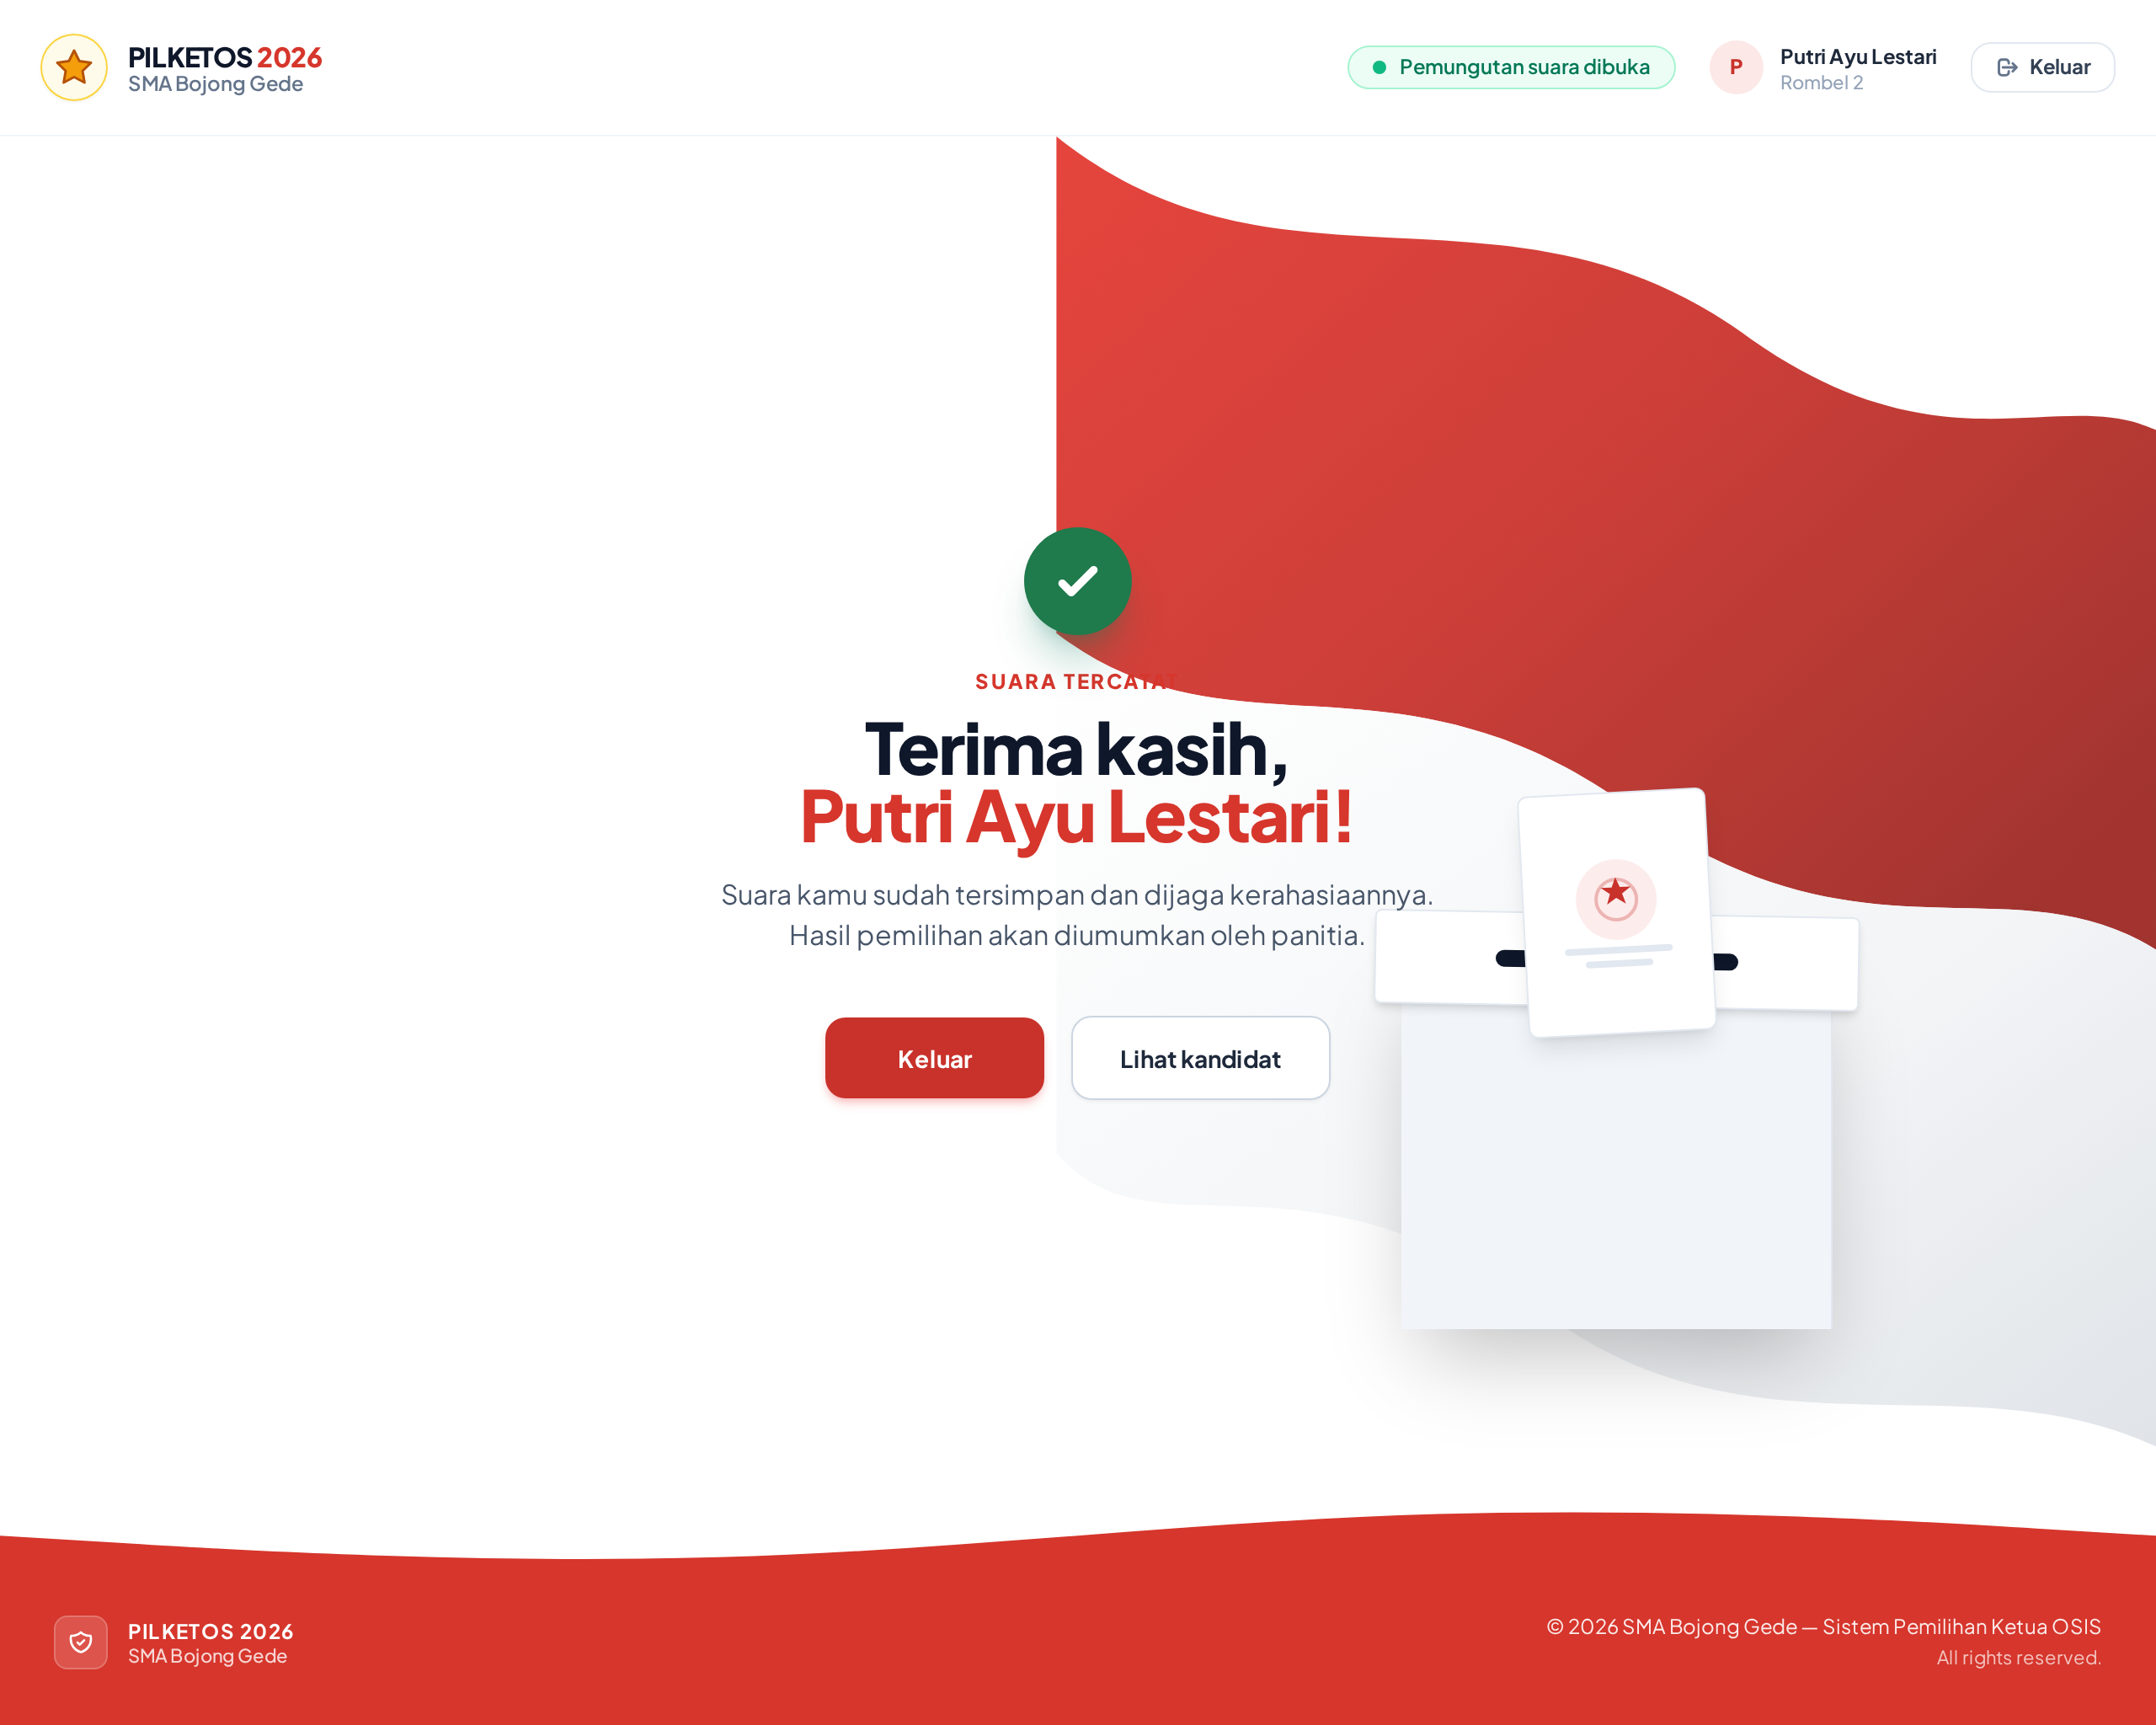 PILKETOS 2026
SMA Bojong Gede
Pemungutan suara dibuka
P
Putri Ayu Lestari
Rombel 2
Keluar
SUARA TERCATAT
Terima kasih,
Putri Ayu Lestari!
Suara kamu sudah tersimpan dan dijaga kerahasiaannya.
Hasil pemilihan akan diumumkan oleh panitia.
Keluar
Lihat kandidat
PILKETOS 2026
SMA Bojong Gede
© 2026 SMA Bojong Gede — Sistem Pemilihan Ketua OSIS
All rights reserved.